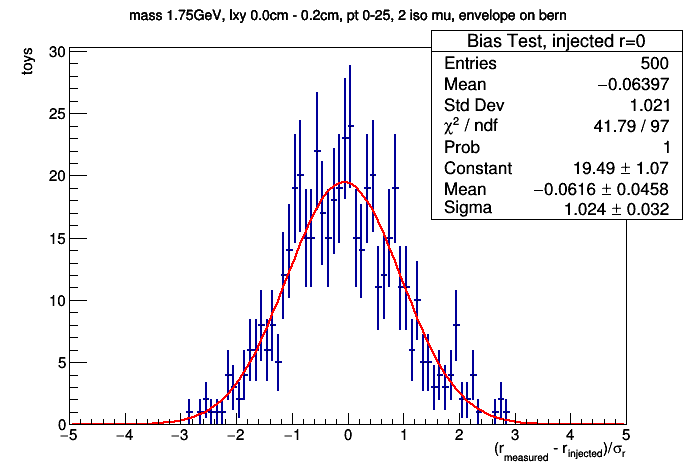 mass 1.75GeV, lxy 0.0cm - 0.2cm, pt 0-25, 2 iso mu, envelope on bern
toys
Bias Test, injected r=0
Entries 500
Mean −0.06397
Std Dev 1.021
χ² / ndf 41.79 / 97
Prob 1
Constant 19.49 ± 1.07
Mean −0.0616 ± 0.0458
Sigma 1.024 ± 0.032
30
25
20
15
10
5
0
−5 −4 −3 −2 −1 0 1 2 3 4 5
(r_measured - r_injected)/σ_r